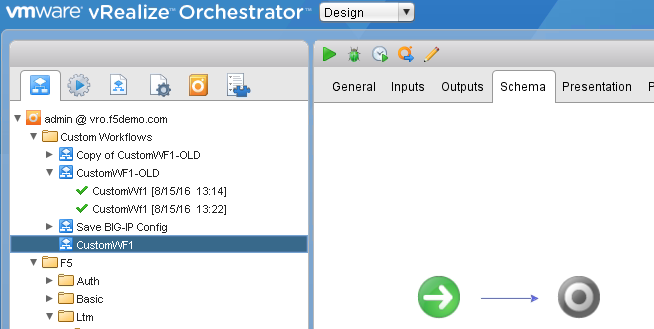 vmware vRealize Orchestrator™ Design
General Inputs Outputs Schema Presentation P
admin @ vro.f5demo.com
Custom Workflows
Copy of CustomWF1-OLD
CustomWF1-OLD
CustomWf1 [8/15/16 13:14]
CustomWf1 [8/15/16 13:22]
Save BIG-IP Config
CustomWF1
F5
Auth
Basic
Ltm